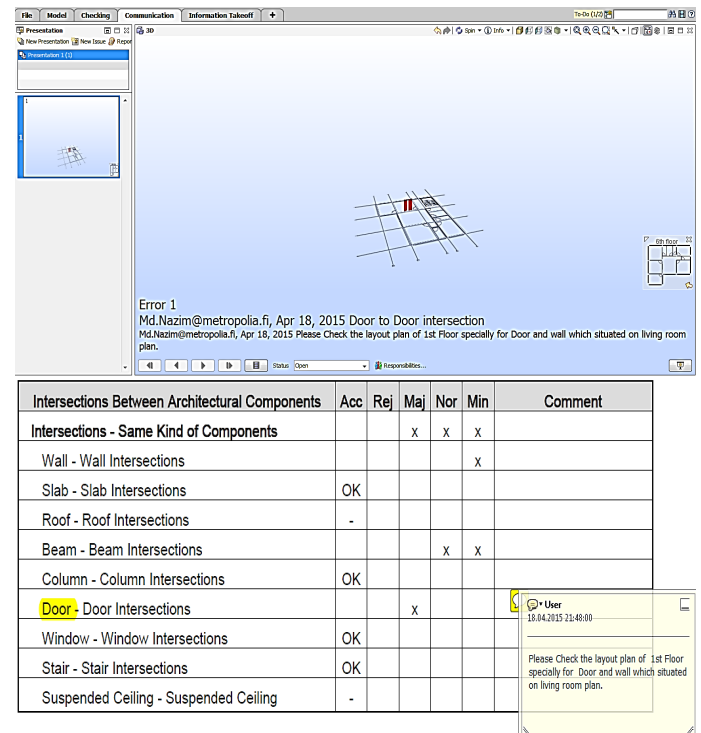 File Model Checking Communication Information Takeoff +
To-Do (1/2)
Presentation
3D
Spin Info
New Presentation New Issue Repor
Presentation 1 (1)
1
1
6th floor
Error 1
Md.Nazim@metropolia.fi, Apr 18, 2015 Door to Door intersection
Md.Nazim@metropolia.fi, Apr 18, 2015 Please Check the layout plan of 1st Floor specially for Door and wall which situated on living room
plan.
Status Open Responsibilities...
Intersections Between Architectural Components Acc Rej Maj Nor Min Comment
Intersections - Same Kind of Components x x x
Wall - Wall Intersections x
Slab - Slab Intersections OK
Roof - Roof Intersections -
Beam - Beam Intersections x x
Column - Column Intersections OK
Door - Door Intersections x
Window - Window Intersections OK
Stair - Stair Intersections OK
Suspended Ceiling - Suspended Ceiling -
User
18.04.2015 21:48:00
Please Check the layout plan of 1st Floor
specially for Door and wall which situated
on living room plan.